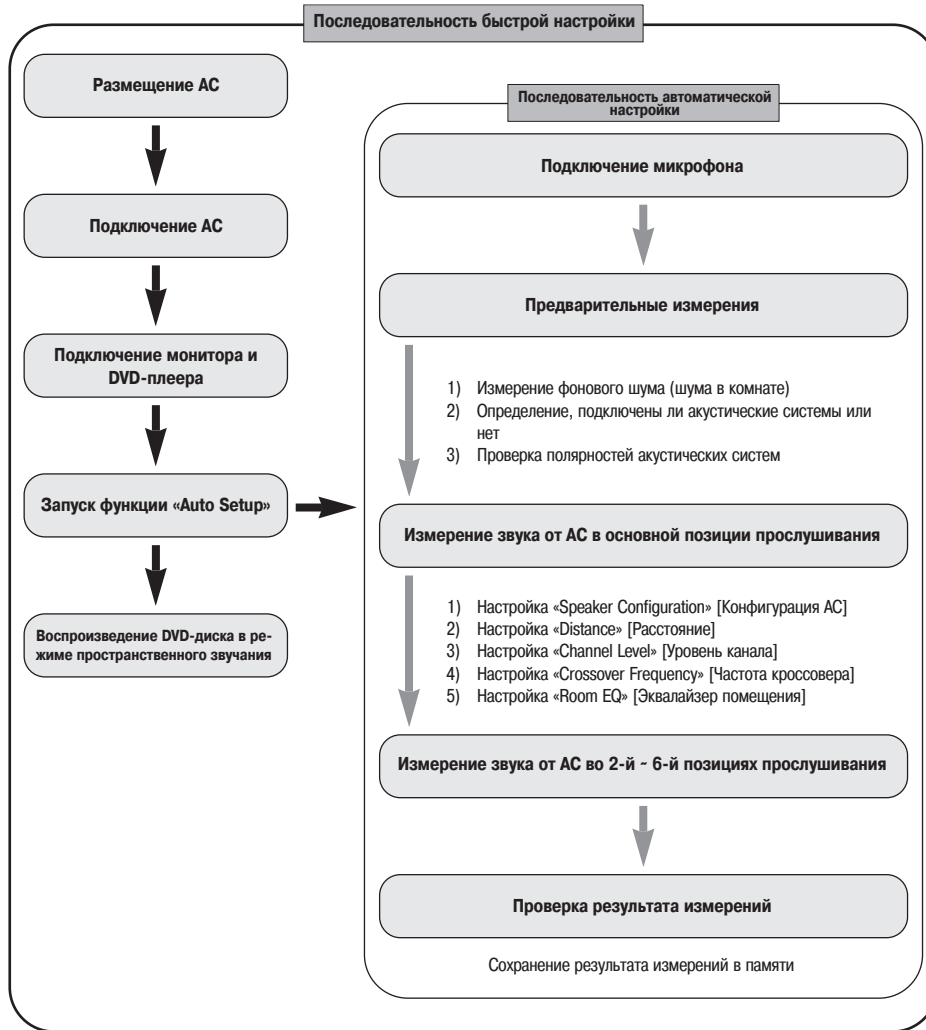 Последовательность быстрой настройки
Размещение АС
Подключение АС
Подключение монитора и
DVD-плеера
Запуск функции «Auto Setup»
Воспроизведение DVD-диска в ре-
жиме пространственного звучания
Последовательность автоматической
настройки
Подключение микрофона
Предварительные измерения
1) Измерение фонового шума (шума в комнате)
2) Определение, подключены ли акустические системы или
нет
3) Проверка полярностей акустических систем
Измерение звука от АС в основной позиции прослушивания
1) Настройка «Speaker Configuration» [Конфигурация АС]
2) Настройка «Distance» [Расстояние]
3) Настройка «Channel Level» [Уровень канала]
4) Настройка «Crossover Frequency» [Частота кроссовера]
5) Настройка «Room EQ» [Эквалайзер помещения]
Измерение звука от АС во 2-й ~ 6-й позициях прослушивания
Проверка результата измерений
Сохранение результата измерений в памяти